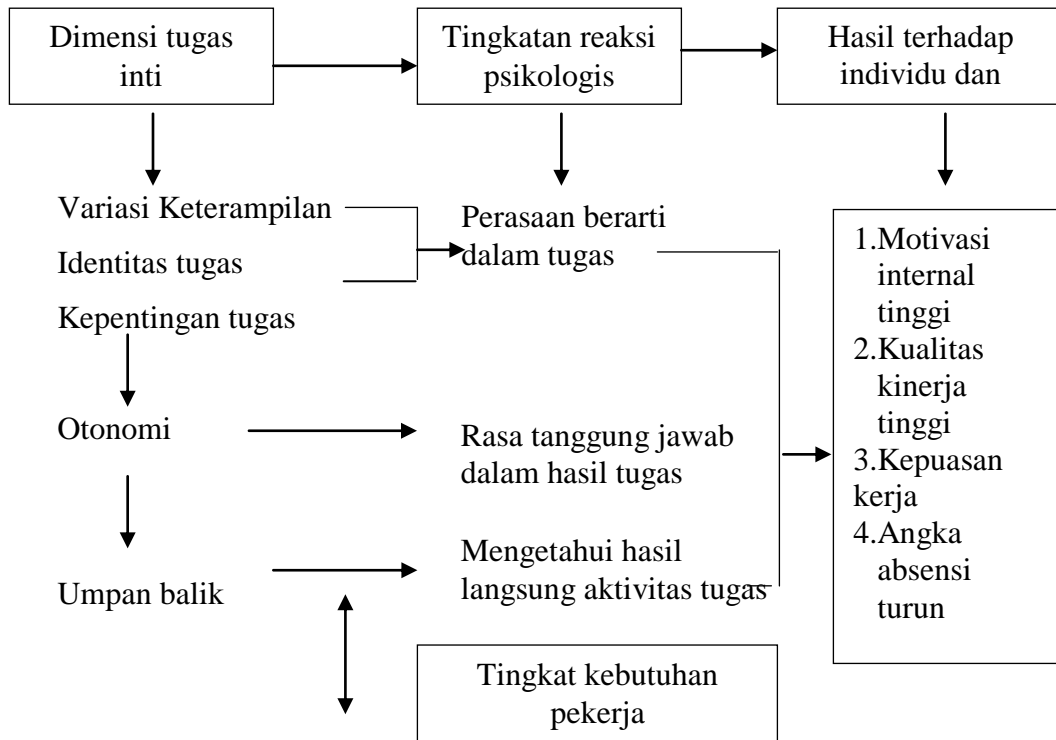 Dimensi tugas
inti
Tingkatan reaksi
psikologis
Hasil terhadap
individu dan
Variasi Keterampilan
Identitas tugas
Kepentingan tugas
Otonomi
Umpan balik
Perasaan berarti
dalam tugas
Rasa tanggung jawab
dalam hasil tugas
Mengetahui hasil
langsung aktivitas tugas
1.Motivasi
internal
tinggi
2.Kualitas
kinerja
tinggi
3.Kepuasan
kerja
4.Angka
absensi
turun
Tingkat kebutuhan
pekerja